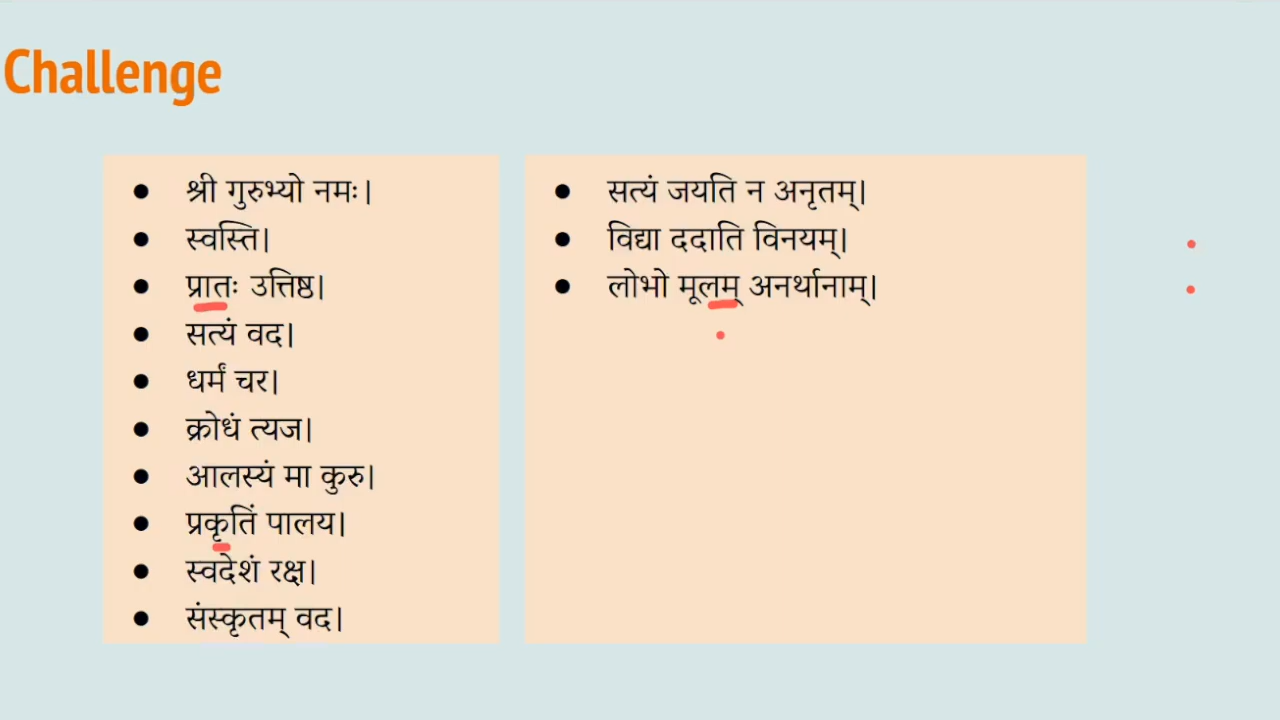 Challenge
● श्री गुरुभ्यो नमः।
● स्वस्ति।
● प्रातः उत्तिष्ठ।
● सत्यं वद।
● धर्मं चर।
● क्रोधं त्यज।
● आलस्यं मा कुरु।
● प्रकृतिं पालय।
● स्वदेशं रक्ष।
● संस्कृतम् वद।
● सत्यं जयति न अनृतम्।
● विद्या ददाति विनयम्।
● लोभो मूलम् अनर्थानाम्।